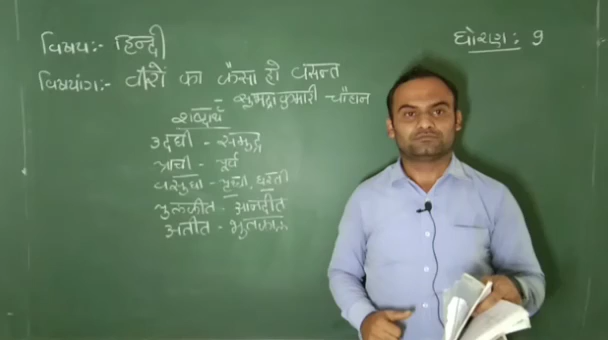 विषय:- हिन्दी
धोरण : 9
विषयांग:- वीरों का कैसा हो वसन्त
- सुभद्राकुमारी चौहान
शब्दार्थ
उदधी - समुद्र
प्राची - पूर्व
वसुधा - पृथ्वी, धरती
पुलकीत - आनंदीत
अतीत - भुतकाल